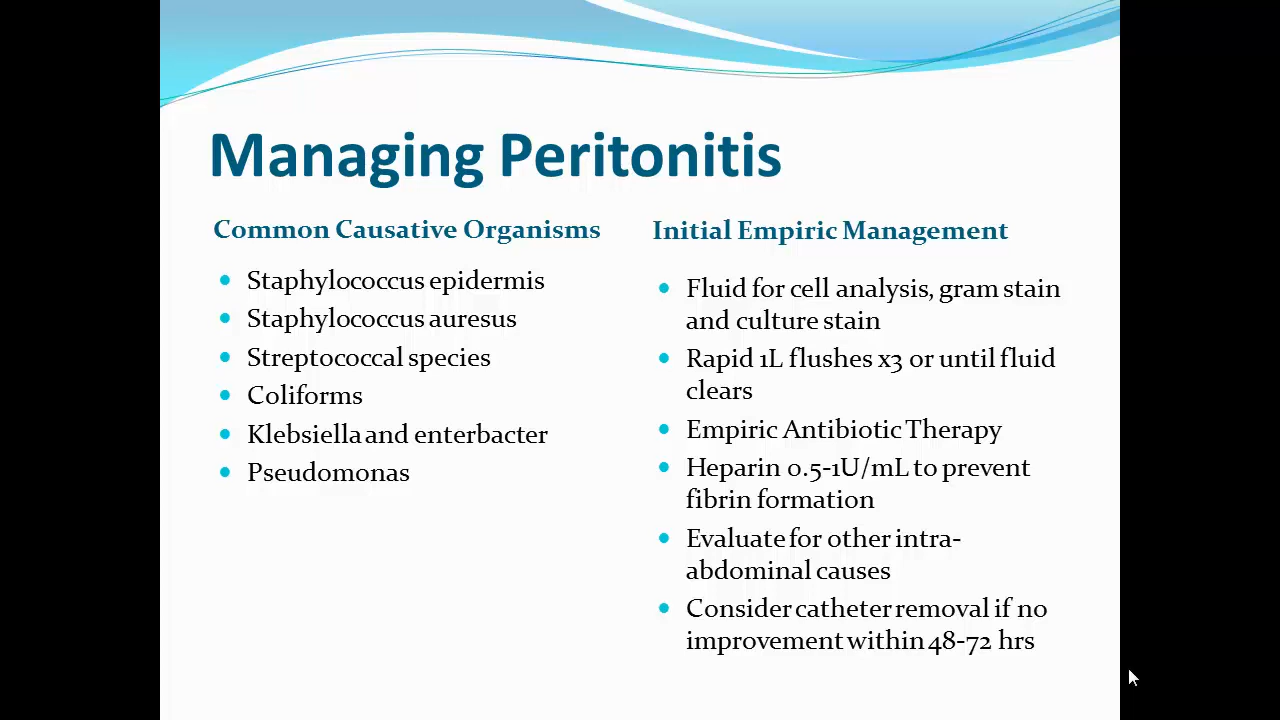 Managing Peritonitis
Common Causative Organisms
Staphylococcus epidermis
Staphylococcus auresus
Streptococcal species
Coliforms
Klebsiella and enterbacter
Pseudomonas
Initial Empiric Management
Fluid for cell analysis, gram stain
and culture stain
Rapid 1L flushes x3 or until fluid
clears
Empiric Antibiotic Therapy
Heparin 0.5-1U/mL to prevent
fibrin formation
Evaluate for other intra-
abdominal causes
Consider catheter removal if no
improvement within 48-72 hrs